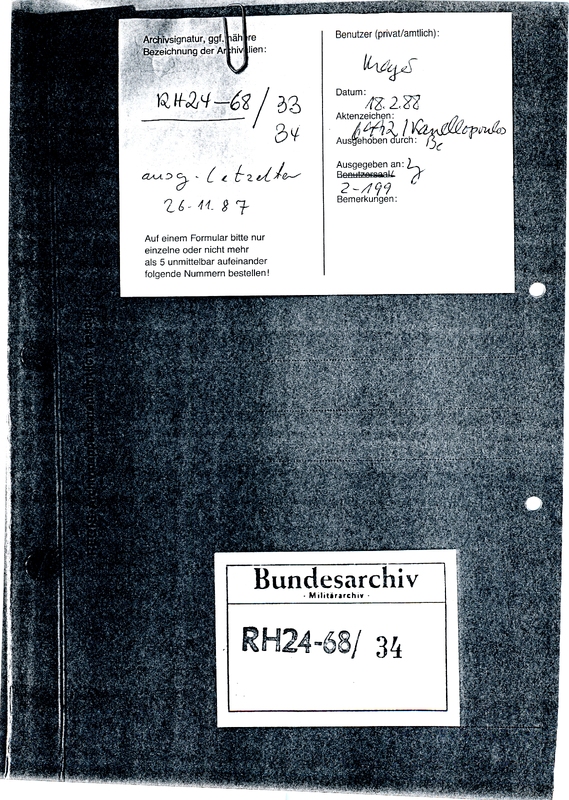 Archivsignatur, ggf. nähere
Bezeichnung der Archivalien:
RH24-68/33
34
26.11.87
Auf einem Formular bitte nur
einzelne oder nicht mehr
als 5 unmittelbar aufeinander
folgende Nummern bestellen!
Benutzer (privat/amtlich):
Datum:
18.2.88
Aktenzeichen:
6442/Kanellopoulos
Ausgehoben durch:
Ausgegeben an:
Benutzersaal/
2-199
Bemerkungen:
Bundesarchiv
- Militärarchiv -
RH24-68/ 34